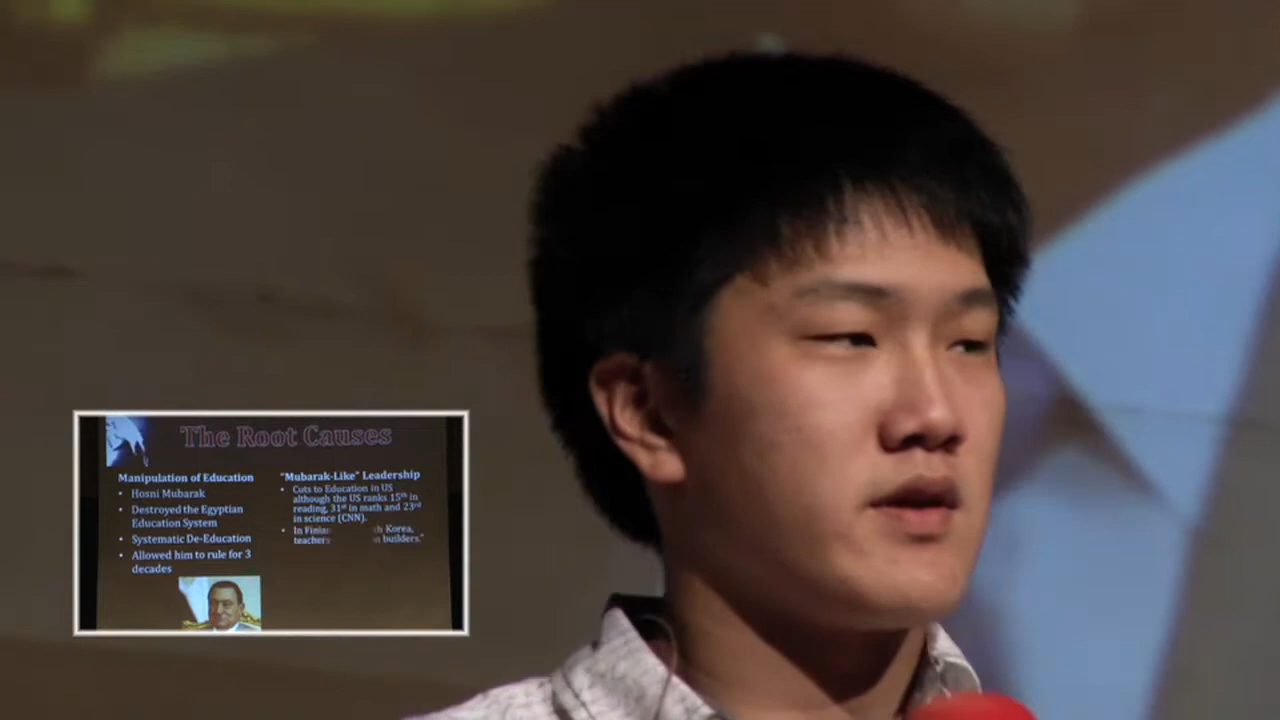 The Root Causes
Manipulation of Education
• Hosni Mubarak
• Destroyed the Egyptian
Education System
• Systematic De-Education
• Allowed him to rule for 3
decades
"Mubarak-Like" Leadership
• Cuts to Education in US
although the US ranks 15th in
reading, 31st in math and 23rd
in science (CNN).
• In Korea,
builders."